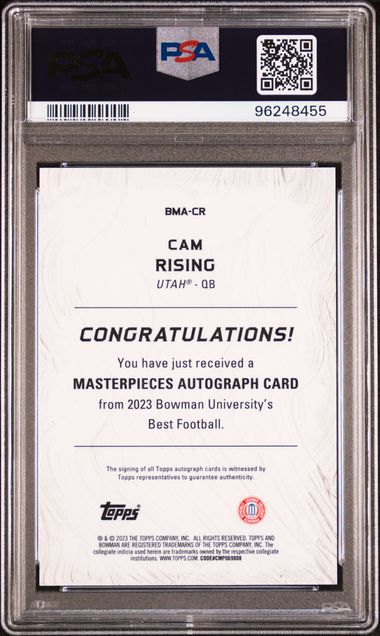 PSA
PSA
96248455
BMA-CR
CAM
RISING
UTAH® - QB
CONGRATULATIONS!
You have just received a
MASTERPIECES AUTOGRAPH CARD
from 2023 Bowman University's
Best Football.
The signing of all Topps autograph cards is witnessed by
Topps representatives to guarantee authenticity.
Topps
® & © 2023 THE TOPPS COMPANY, INC. ALL RIGHTS RESERVED. TOPPS AND
BOWMAN ARE REGISTERED TRADEMARKS OF THE TOPPS COMPANY, INC. The
collegiate indicia used herein are trademarks owned by the respective collegiate
institutions. WWW.TOPPS.COM. CODE#CMP069808